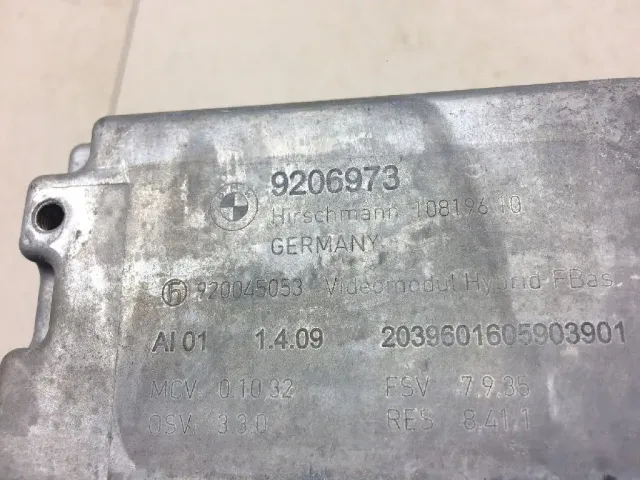 9206973
Hirschmann 108196 10
GERMANY
920045053 Videomodul Hybrid FBas
AI 01 1.4.09 2039601605903901
MCV 0.10.32 FSV 7.9.35
OSV 3.3.0 RES 8.41.1